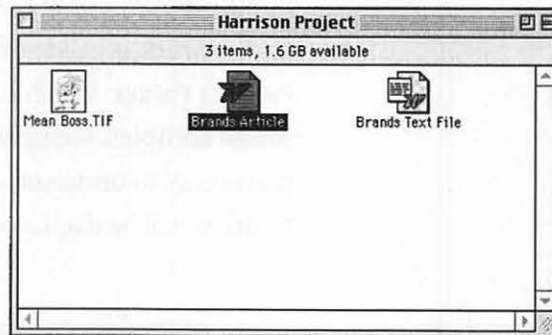 Harrison Project
3 items, 1.6 GB available
Mean Boss.TIF
Brands Article
Brands Text File